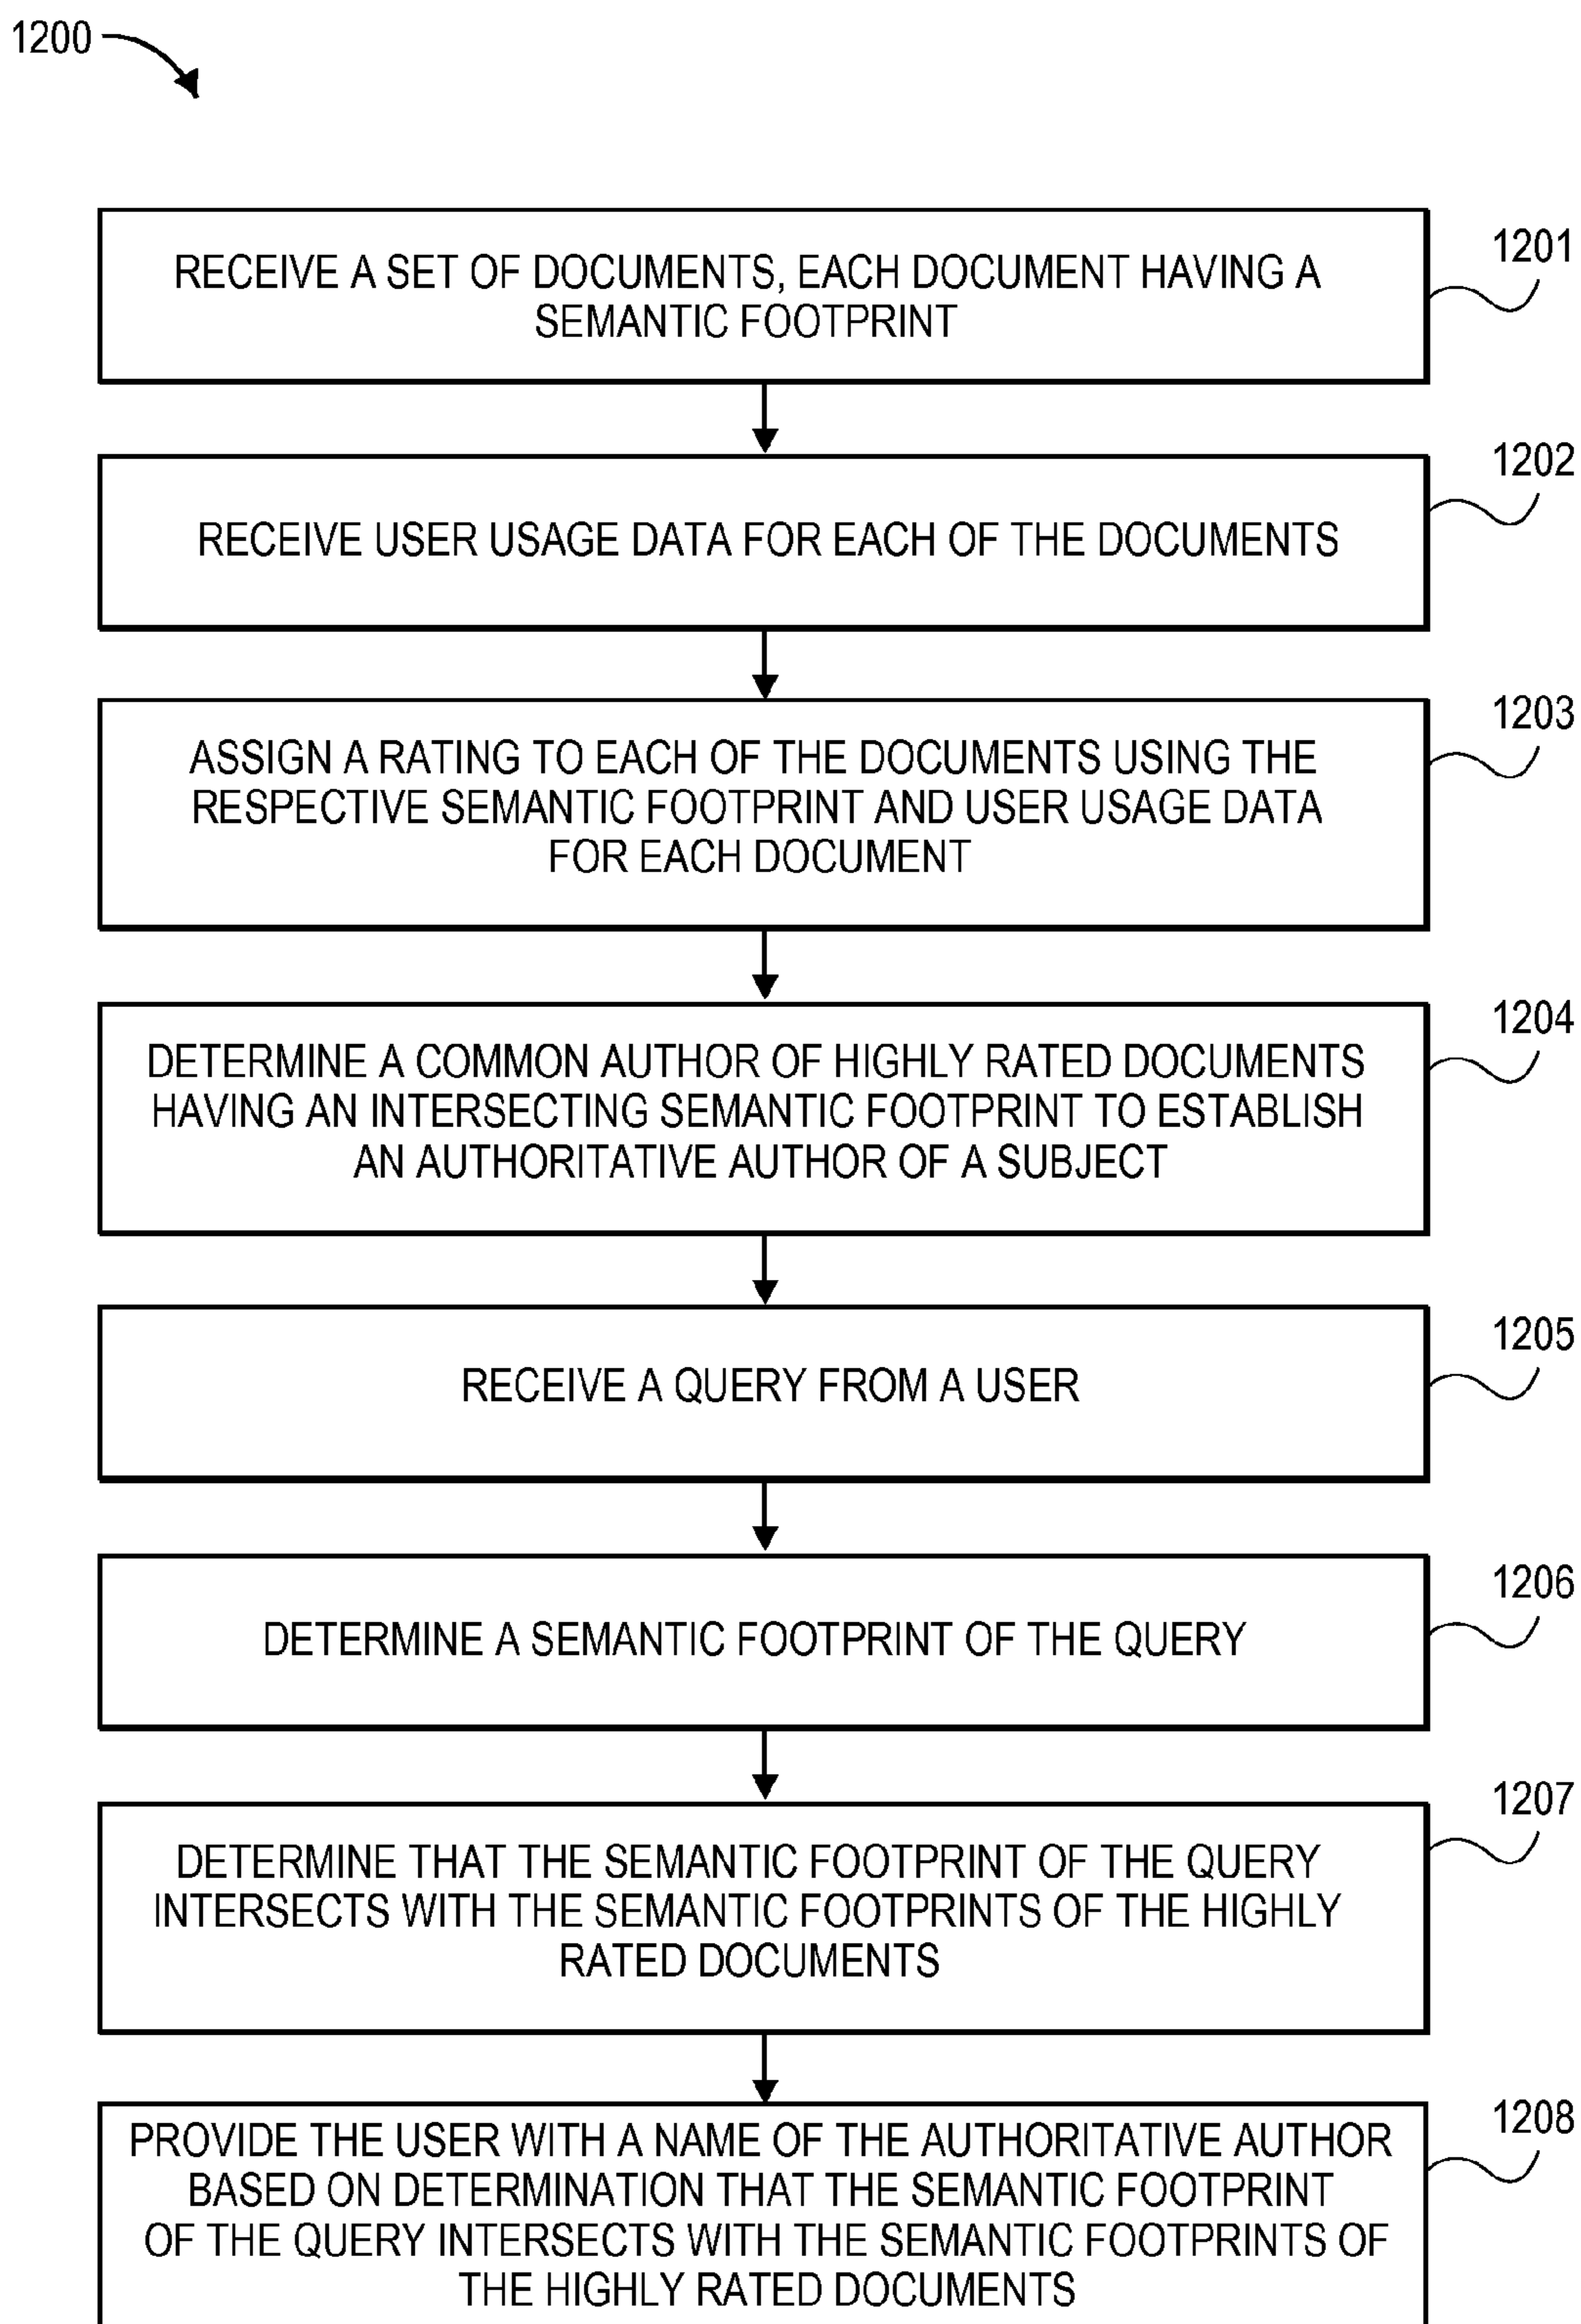 1200
RECEIVE A SET OF DOCUMENTS, EACH DOCUMENT HAVING A
SEMANTIC FOOTPRINT
1201
RECEIVE USER USAGE DATA FOR EACH OF THE DOCUMENTS
1202
ASSIGN A RATING TO EACH OF THE DOCUMENTS USING THE
RESPECTIVE SEMANTIC FOOTPRINT AND USER USAGE DATA
FOR EACH DOCUMENT
1203
DETERMINE A COMMON AUTHOR OF HIGHLY RATED DOCUMENTS
HAVING AN INTERSECTING SEMANTIC FOOTPRINT TO ESTABLISH
AN AUTHORITATIVE AUTHOR OF A SUBJECT
1204
RECEIVE A QUERY FROM A USER
1205
DETERMINE A SEMANTIC FOOTPRINT OF THE QUERY
1206
DETERMINE THAT THE SEMANTIC FOOTPRINT OF THE QUERY
INTERSECTS WITH THE SEMANTIC FOOTPRINTS OF THE HIGHLY
RATED DOCUMENTS
1207
PROVIDE THE USER WITH A NAME OF THE AUTHORITATIVE AUTHOR
BASED ON DETERMINATION THAT THE SEMANTIC FOOTPRINT
OF THE QUERY INTERSECTS WITH THE SEMANTIC FOOTPRINTS OF
THE HIGHLY RATED DOCUMENTS
1208